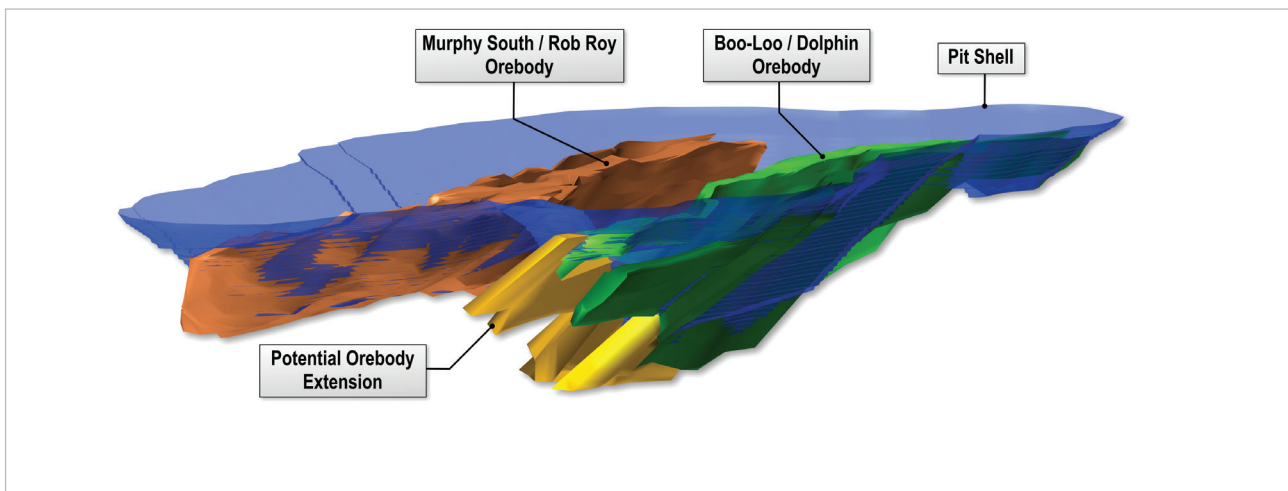 Murphy South / Rob Roy
Orebody
Boo-Loo / Dolphin
Orebody
Pit Shell
Potential Orebody
Extension